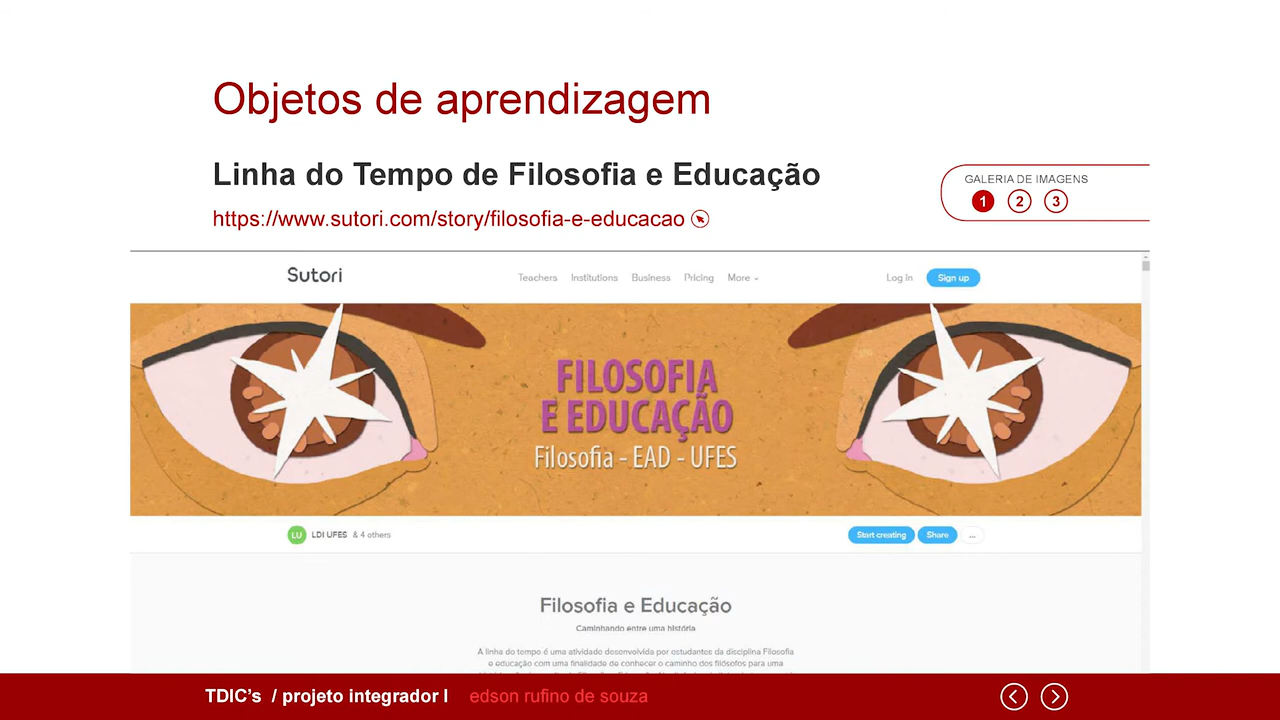 Objetos de aprendizagem
Linha do Tempo de Filosofia e Educação
https://www.sutori.com/story/filosofia-e-educacao
GALERIA DE IMAGENS
1 2 3
Sutori
Teachers Institutions Business Pricing More
Log in Sign up
FILOSOFIA
E EDUCAÇÃO
Filosofia - EAD - UFES
LU LDI UFES & 4 others
Start creating Share ...
Filosofia e Educação
Caminhando entre uma história
A linha do tempo é uma atividade desenvolvida por estudantes da disciplina Filosofia
e educação com uma finalidade de conhecer o caminho dos filósofos para uma
TDIC’s / projeto integrador I edson rufino de souza